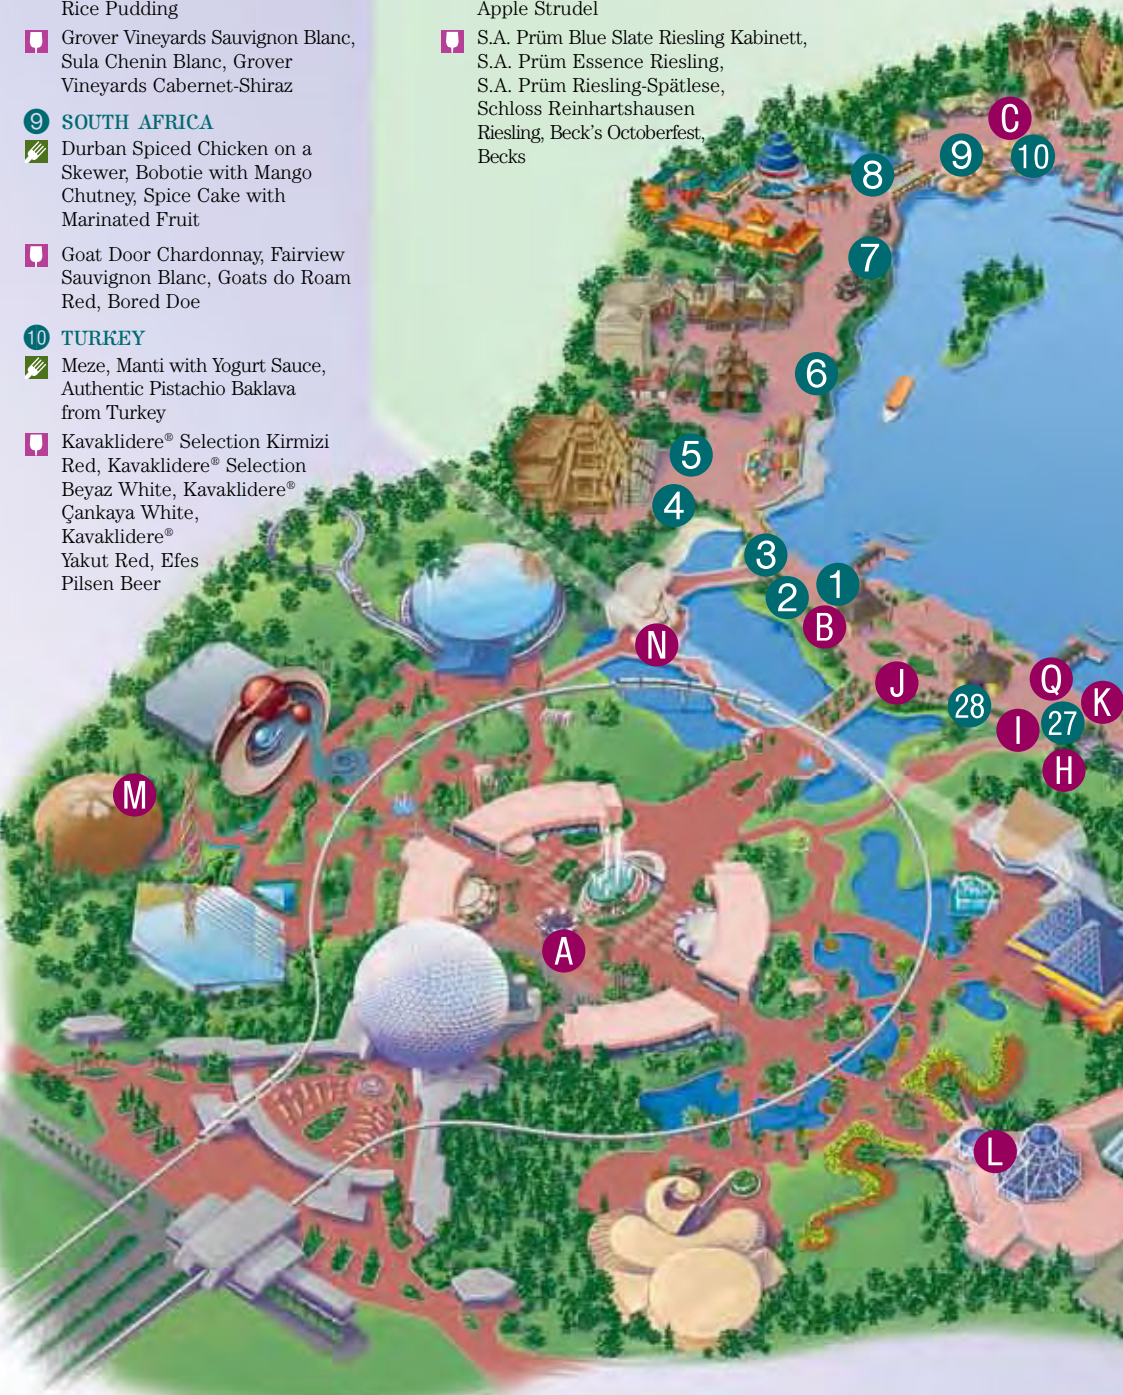 Rice Pudding
Grover Vineyards Sauvignon Blanc,
Sula Chenin Blanc, Grover
Vineyards Cabernet-Shiraz
9 SOUTH AFRICA
Durban Spiced Chicken on a
Skewer, Bobotie with Mango
Chutney, Spice Cake with
Marinated Fruit
Goat Door Chardonnay, Fairview
Sauvignon Blanc, Goats do Roam
Red, Bored Doe
10 TURKEY
Meze, Manti with Yogurt Sauce,
Authentic Pistachio Baklava
from Turkey
Kavaklidere® Selection Kirmizi
Red, Kavaklidere® Selection
Beyaz White, Kavaklidere®
Çankaya White,
Kavaklidere®
Yakut Red, Efes
Pilsen Beer
Apple Strudel
S.A. Prüm Blue Slate Riesling Kabinett,
S.A. Prüm Essence Riesling,
S.A. Prüm Riesling-Spätlese,
Schloss Reinhartshausen
Riesling, Beck's Octoberfest,
Becks
C
9
10
8
7
6
5
4
3
1
2
B
N
J
Q
K
28
I
27
H
M
A
L